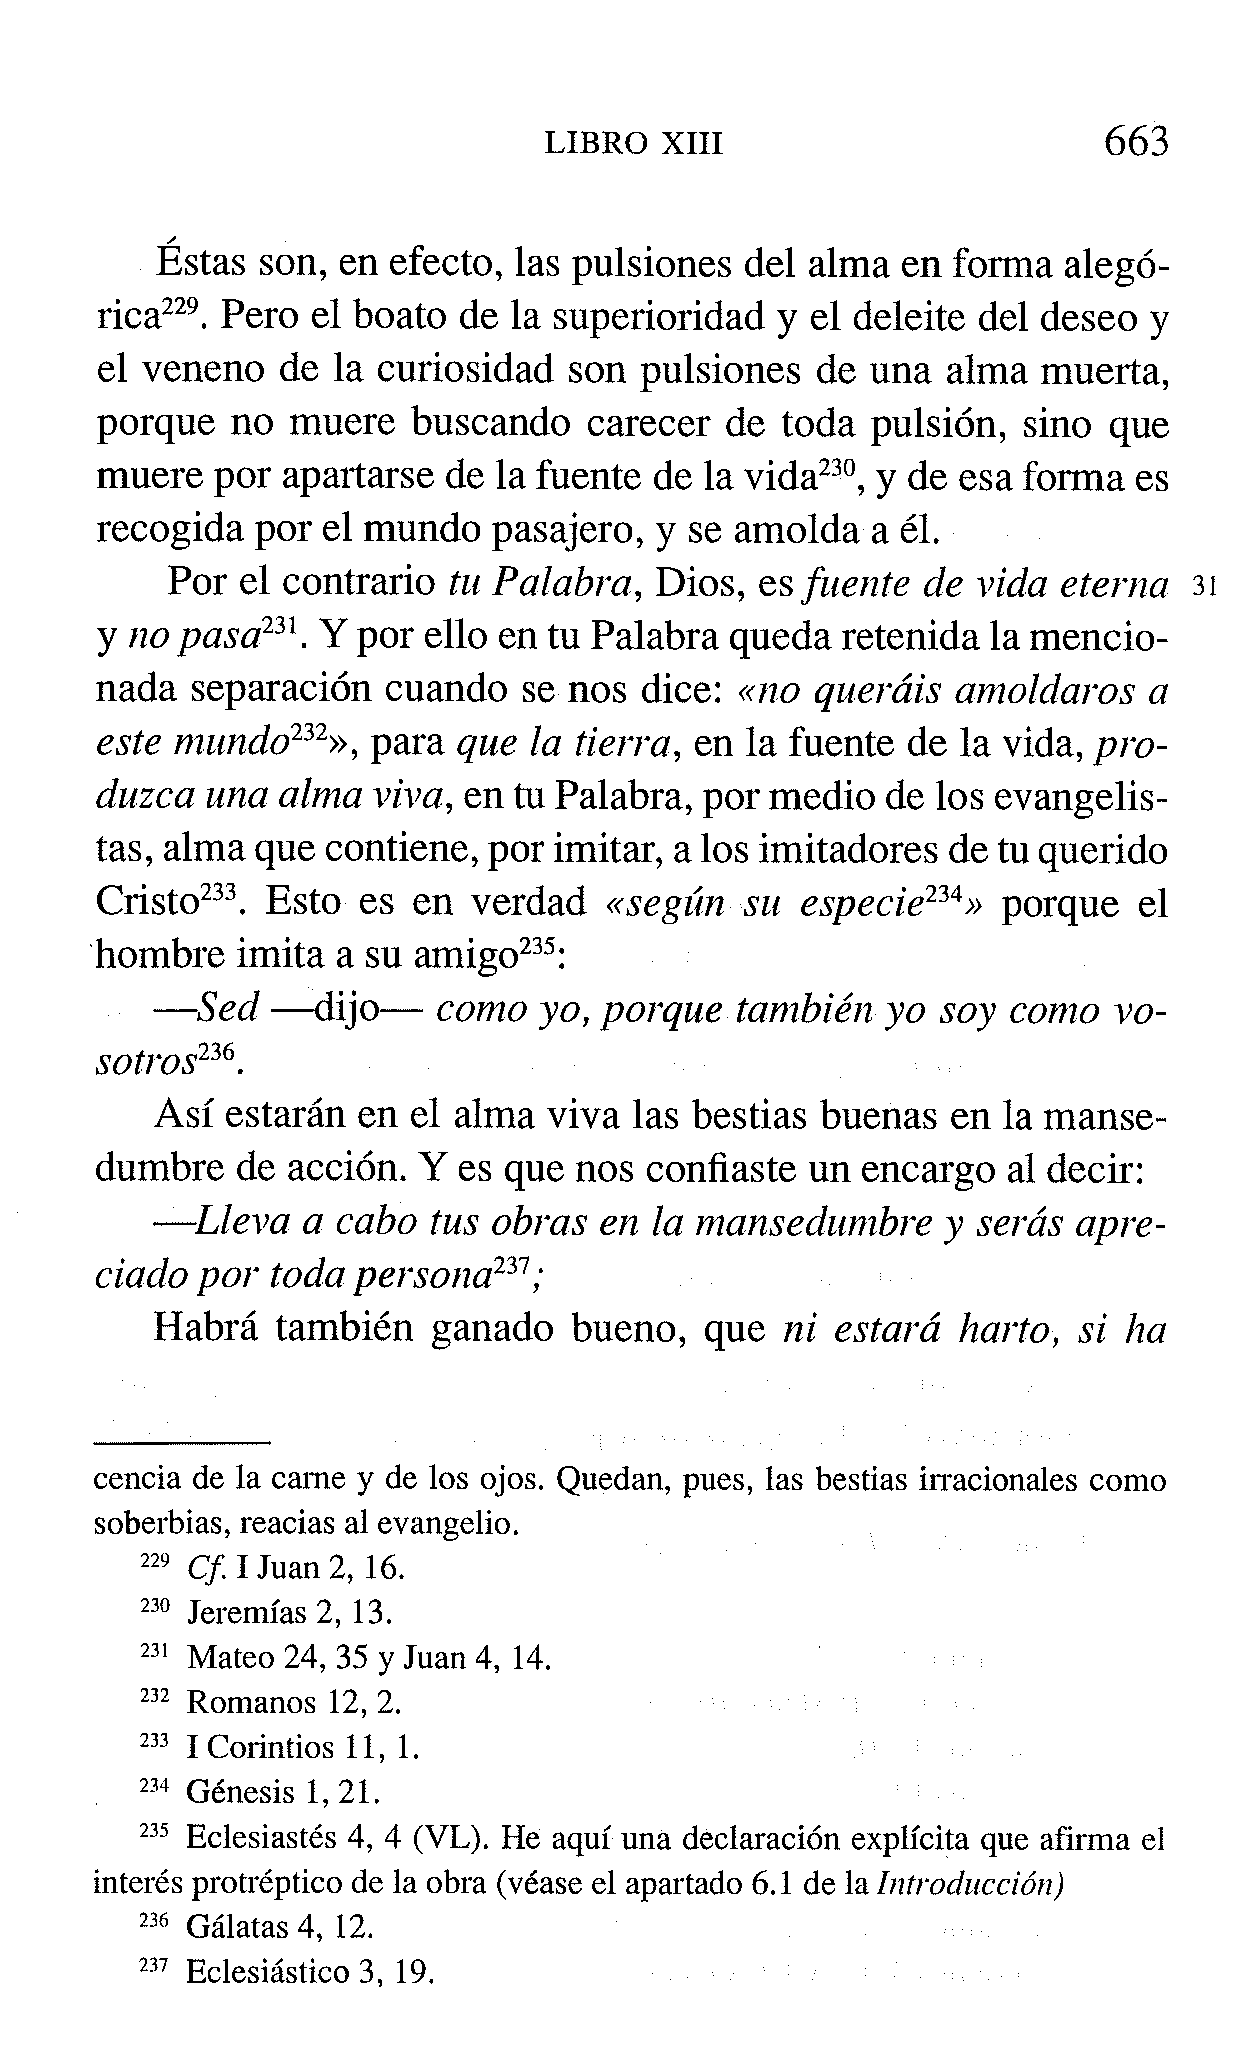 LIBRO XIII 663
Éstas son, en efecto, las pulsiones del alma en forma alegó-
rica²²⁹. Pero el boato de la superioridad y el deleite del deseo y
el veneno de la curiosidad son pulsiones de una alma muerta,
porque no muere buscando carecer de toda pulsión, sino que
muere por apartarse de la fuente de la vida²³⁰, y de esa forma es
recogida por el mundo pasajero, y se amolda a él.
Por el contrario tu Palabra, Dios, es fuente de vida eterna 31
y no pasa²³¹. Y por ello en tu Palabra queda retenida la mencio-
nada separación cuando se nos dice: «no queráis amoldaros a
este mundo²³²», para que la tierra, en la fuente de la vida, pro-
duzca una alma viva, en tu Palabra, por medio de los evangelis-
tas, alma que contiene, por imitar, a los imitadores de tu querido
Cristo²³³. Esto es en verdad «según su especie²³⁴» porque el
hombre imita a su amigo²³⁵:
—Sed —dijo— como yo, porque también yo soy como vo-
sotros²³⁶.
Así estarán en el alma viva las bestias buenas en la manse-
dumbre de acción. Y es que nos confiaste un encargo al decir:
—Lleva a cabo tus obras en la mansedumbre y serás apre-
ciado por toda persona²³⁷;
Habrá también ganado bueno, que ni estará harto, si ha
cencia de la carne y de los ojos. Quedan, pues, las bestias irracionales como
soberbias, reacias al evangelio.
²²⁹ Cf. I Juan 2, 16.
²³⁰ Jeremías 2, 13.
²³¹ Mateo 24, 35 y Juan 4, 14.
²³² Romanos 12, 2.
²³³ I Corintios 11, 1.
²³⁴ Génesis 1, 21.
²³⁵ Eclesiastés 4, 4 (VL). He aquí una declaración explícita que afirma el
interés protréptico de la obra (véase el apartado 6.1 de la Introducción)
²³⁶ Gálatas 4, 12.
²³⁷ Eclesiástico 3, 19.